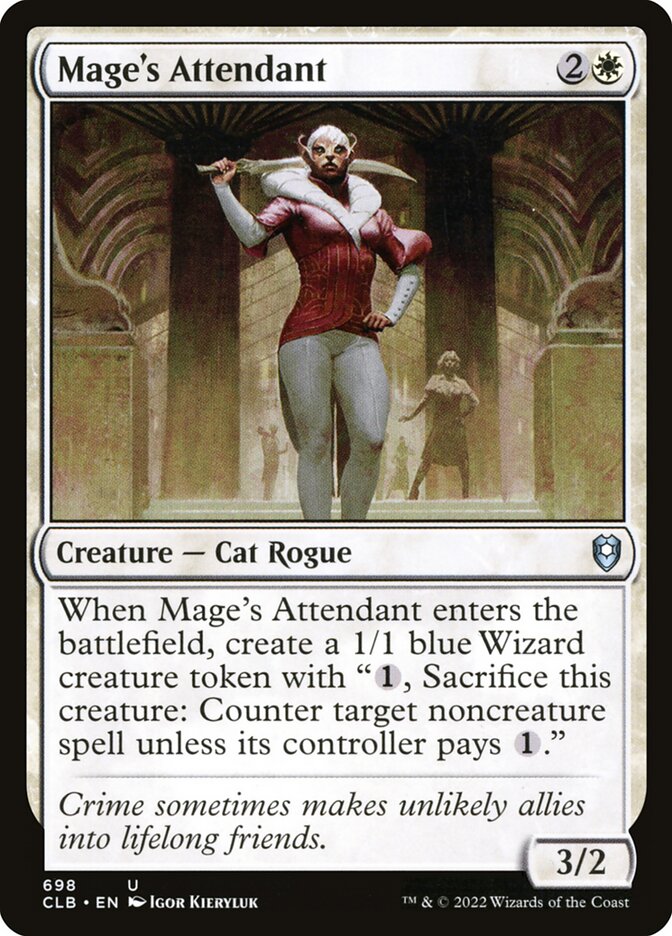 Mage's Attendant 2
Creature — Cat Rogue
When Mage's Attendant enters the
battlefield, create a 1/1 blue Wizard
creature token with “1, Sacrifice this
creature: Counter target noncreature
spell unless its controller pays 1.”
Crime sometimes makes unlikely allies
into lifelong friends.
3/2
698 U
CLB • EN Igor Kieryluk
™ & © 2022 Wizards of the Coast